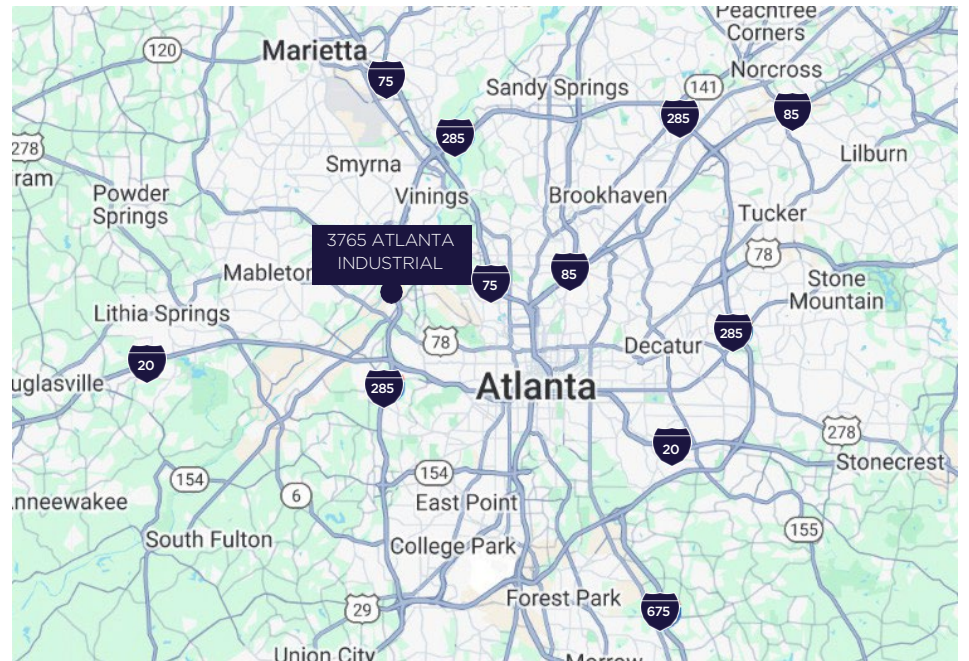 Peachtree
Corners
120
Marietta
75
Sandy Springs
141
Norcross
285
285
85
278
Smyrna
Lilburn
ram
Powder
Springs
Vinings
Brookhaven
Tucker
3765 ATLANTA
INDUSTRIAL
78
Mableton
75
85
Stone
Mountain
Lithia Springs
285
78
Decatur
20
uglasville
285
Atlanta
278
20
Stonecrest
154
154
nneewakee
6
East Point
155
South Fulton
College Park
29
Forest Park
675
Union City
Morrow